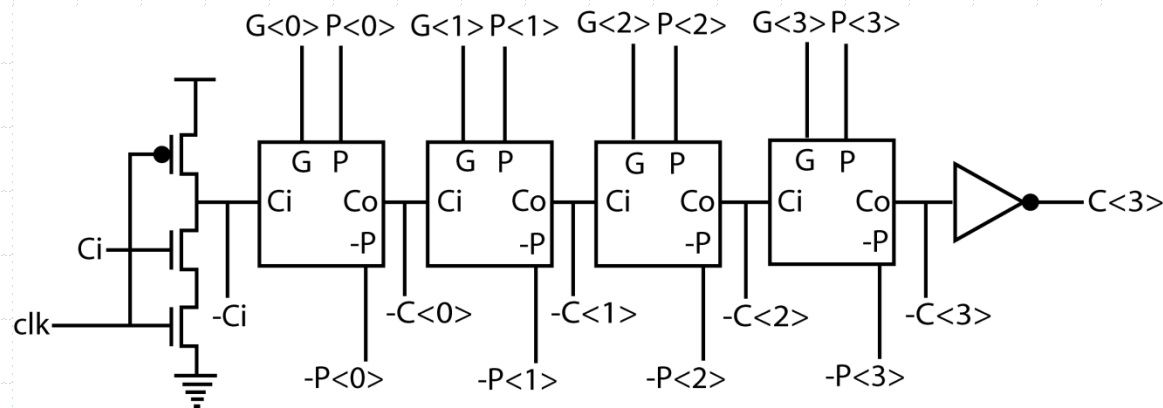 G<0> P<0> G<1> P<1> G<2> P<2> G<3> P<3>
G P G P G P G P
Ci Co Ci Co Ci Co Ci Co C<3>
-P -P -P -P
Ci
clk
-Ci -C<0> -C<1> -C<2> -C<3>
-P<0> -P<1> -P<2> -P<3>